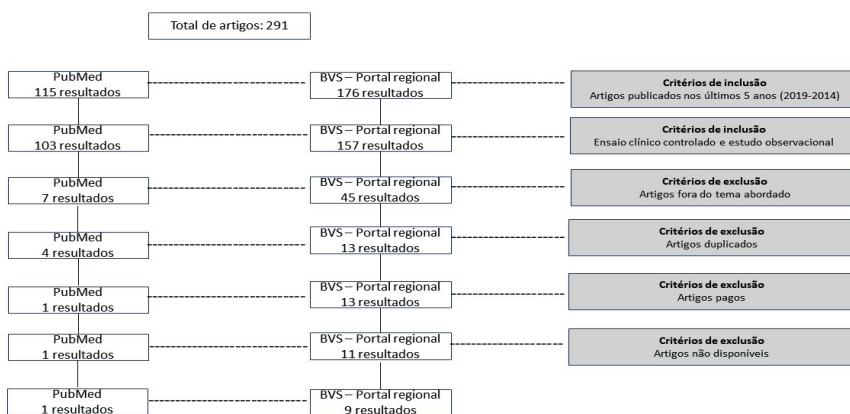 Total de artigos: 291
PubMed
115 resultados
BVS – Portal regional
176 resultados
Critérios de inclusão
Artigos publicados nos últimos 5 anos (2019-2014)
PubMed
103 resultados
BVS – Portal regional
157 resultados
Critérios de inclusão
Ensaio clínico controlado e estudo observacional
PubMed
7 resultados
BVS – Portal regional
45 resultados
Critérios de exclusão
Artigos fora do tema abordado
PubMed
4 resultados
BVS – Portal regional
13 resultados
Critérios de exclusão
Artigos duplicados
PubMed
1 resultados
BVS – Portal regional
13 resultados
Critérios de exclusão
Artigos pagos
PubMed
1 resultados
BVS – Portal regional
11 resultados
Critérios de exclusão
Artigos não disponíveis
PubMed
1 resultados
BVS – Portal regional
9 resultados